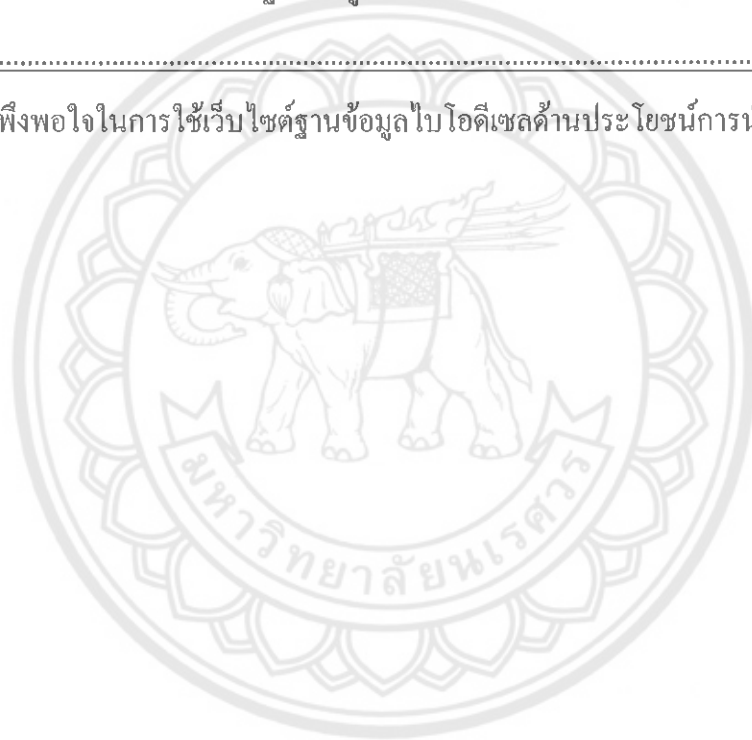 พึงพอใจในการใช้เว็บไซต์ฐานข้อมูลไบโอดีเซลด้านประโยชน์การ
มหาวิทยาลัยนเรศวร